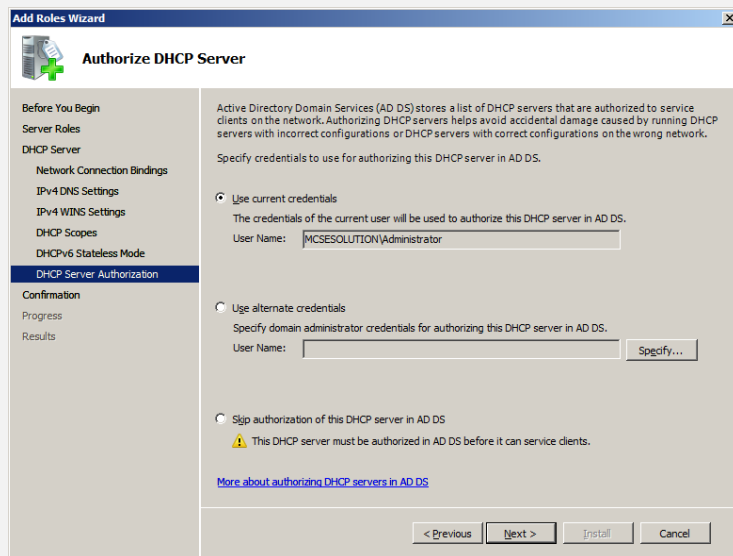 Add Roles Wizard
Authorize DHCP Server
Before You Begin
Server Roles
DHCP Server
Network Connection Bindings
IPv4 DNS Settings
IPv4 WINS Settings
DHCP Scopes
DHCPv6 Stateless Mode
DHCP Server Authorization
Confirmation
Progress
Results
Active Directory Domain Services (AD DS) stores a list of DHCP servers that are authorized to service
clients on the network. Authorizing DHCP servers helps avoid accidental damage caused by running DHCP
servers with incorrect configurations or DHCP servers with correct configurations on the wrong network.
Specify credentials to use for authorizing this DHCP server in AD DS.
Use current credentials
The credentials of the current user will be used to authorize this DHCP server in AD DS.
User Name: MCSESOLUTION\Administrator
Use alternate credentials
Specify domain administrator credentials for authorizing this DHCP server in AD DS.
User Name: Specify...
Skip authorization of this DHCP server in AD DS
This DHCP server must be authorized in AD DS before it can service clients.
More about authorizing DHCP servers in AD DS
< Previous Next > Install Cancel